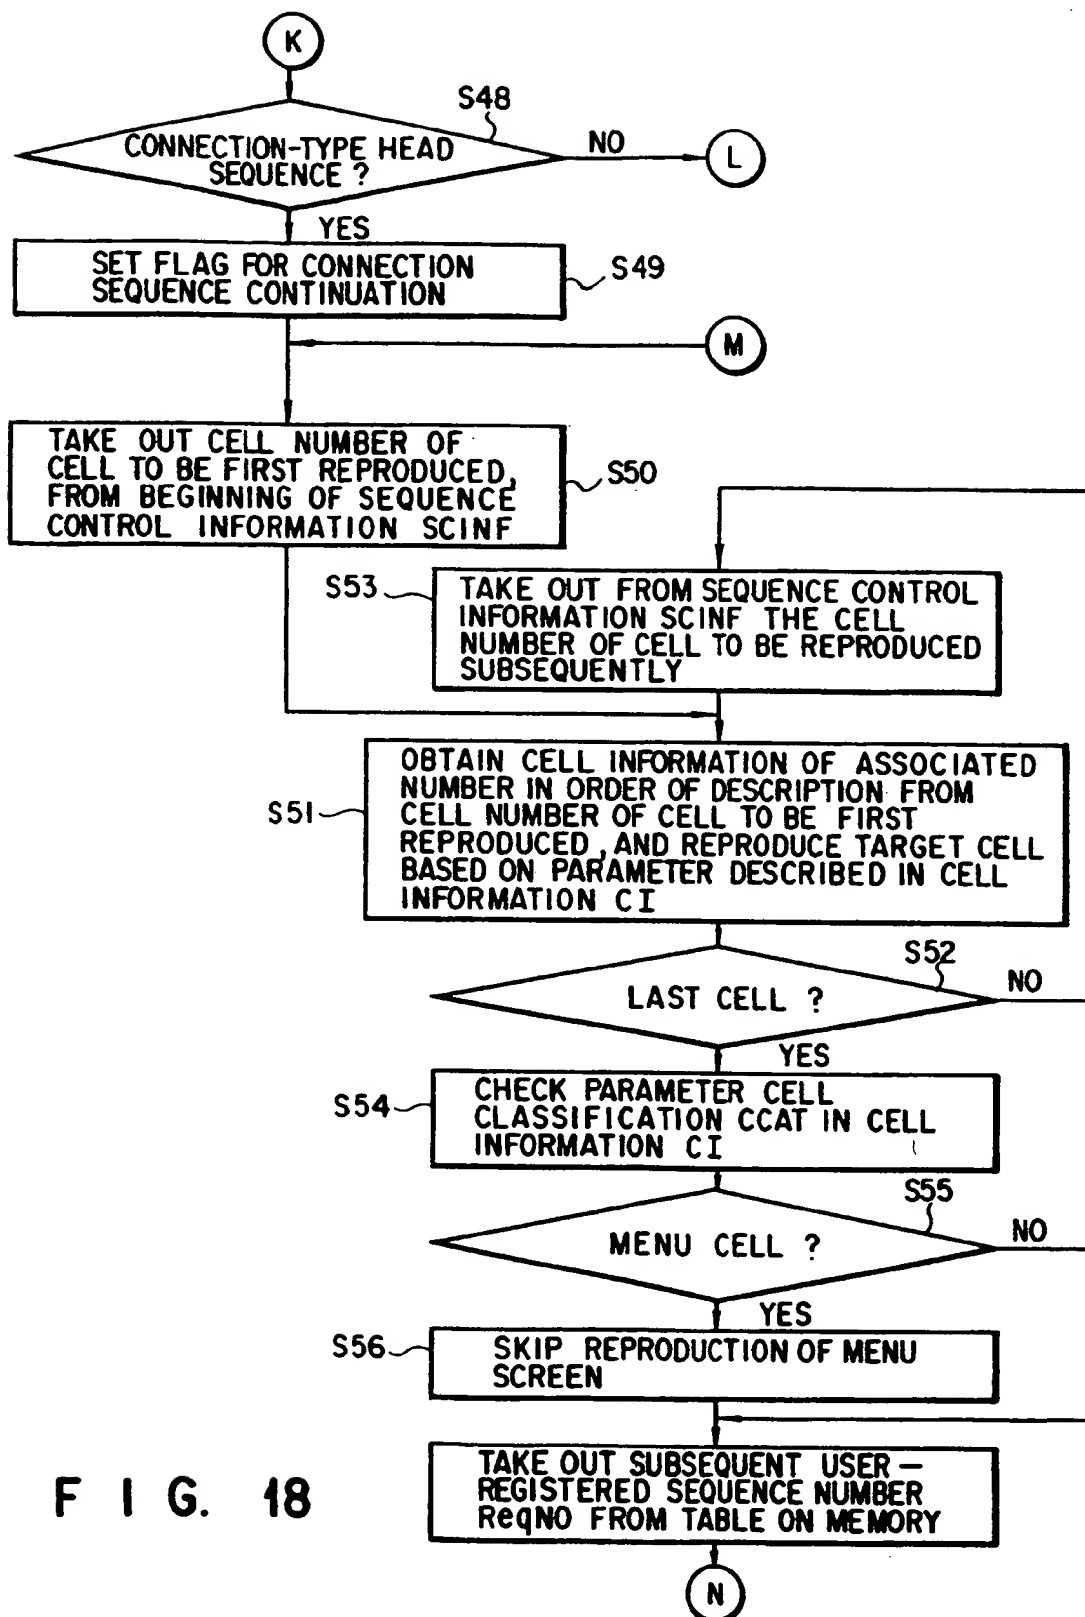 K
S48
CONNECTION-TYPE HEAD
SEQUENCE ?
NO
L
YES
SET FLAG FOR CONNECTION
SEQUENCE CONTINUATION
S49
M
TAKE OUT CELL NUMBER OF
CELL TO BE FIRST REPRODUCED,
FROM BEGINNING OF SEQUENCE
CONTROL INFORMATION SCINF
S50
S53
TAKE OUT FROM SEQUENCE CONTROL
INFORMATION SCINF THE CELL
NUMBER OF CELL TO BE REPRODUCED
SUBSEQUENTLY
S51
OBTAIN CELL INFORMATION OF ASSOCIATED
NUMBER IN ORDER OF DESCRIPTION FROM
CELL NUMBER OF CELL TO BE FIRST
REPRODUCED, AND REPRODUCE TARGET CELL
BASED ON PARAMETER DESCRIBED IN CELL
INFORMATION CI
S52
LAST CELL ?
NO
YES
S54
CHECK PARAMETER CELL
CLASSIFICATION CCAT IN CELL
INFORMATION CI
S55
MENU CELL ?
NO
YES
S56
SKIP REPRODUCTION OF MENU
SCREEN
TAKE OUT SUBSEQUENT USER-
REGISTERED SEQUENCE NUMBER
ReqNO FROM TABLE ON MEMORY
N
FIG. 18